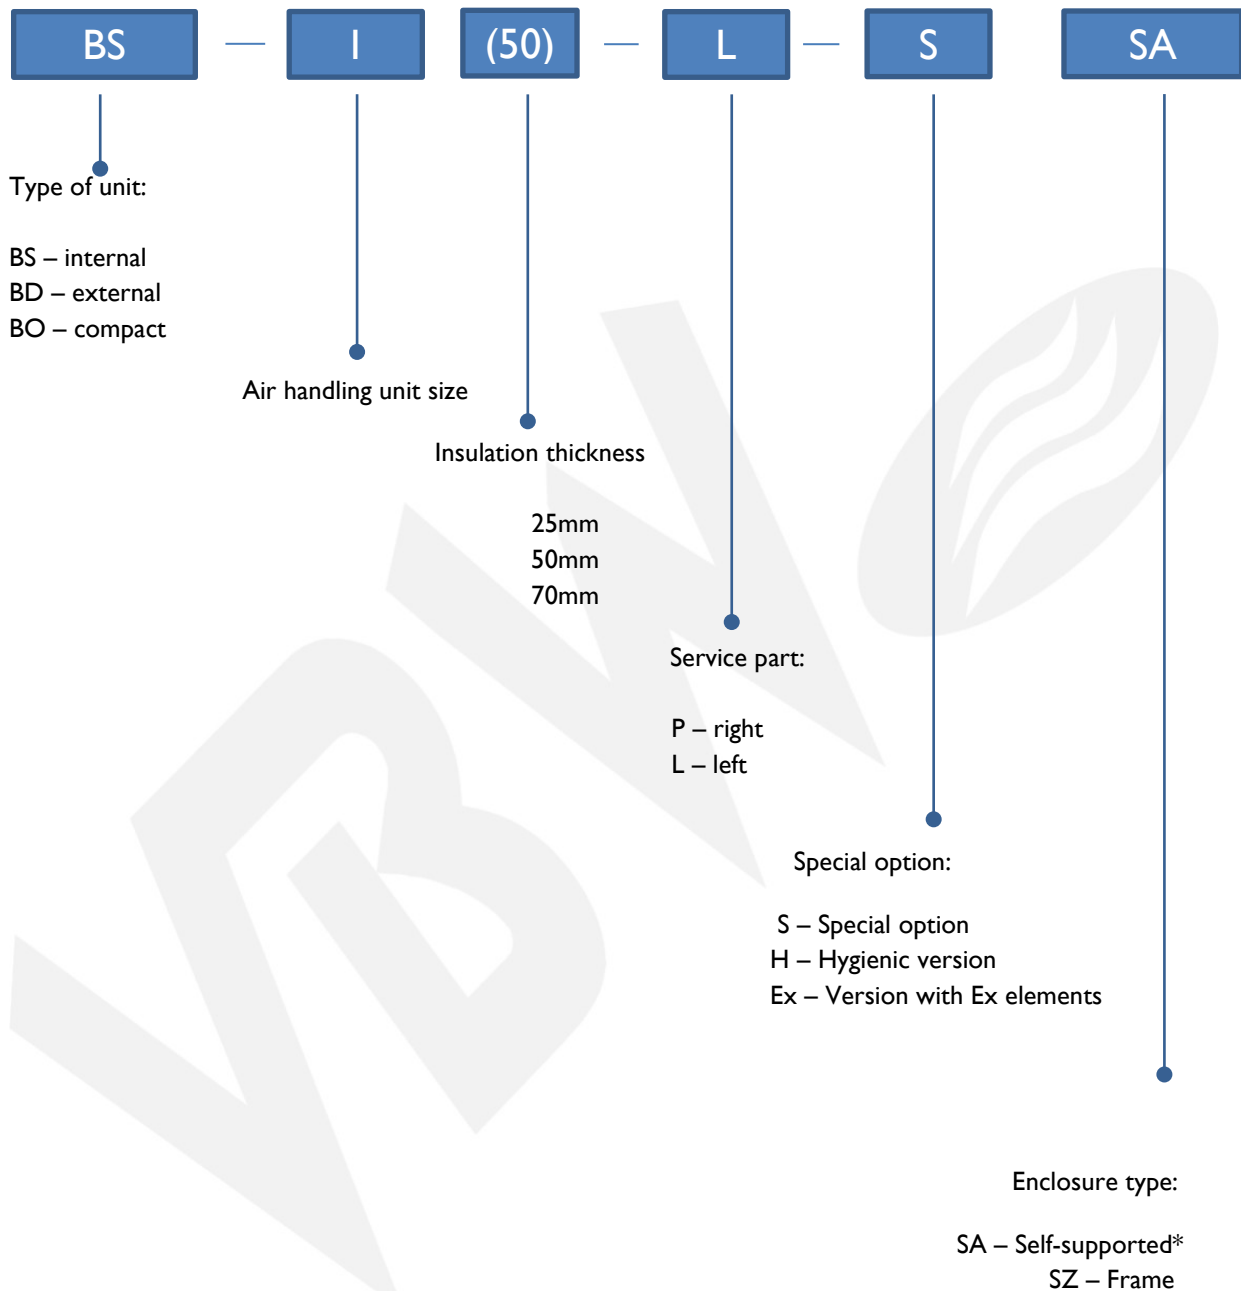 BS — I (50) — L — S SA
Type of unit:
BS – internal
BD – external
BO – compact
Air handling unit size
Insulation thickness
25mm
50mm
70mm
Service part:
P – right
L – left
Special option:
S – Special option
H – Hygienic version
Ex – Version with Ex elements
Enclosure type:
SA – Self-supported*
SZ – Frame
VBW